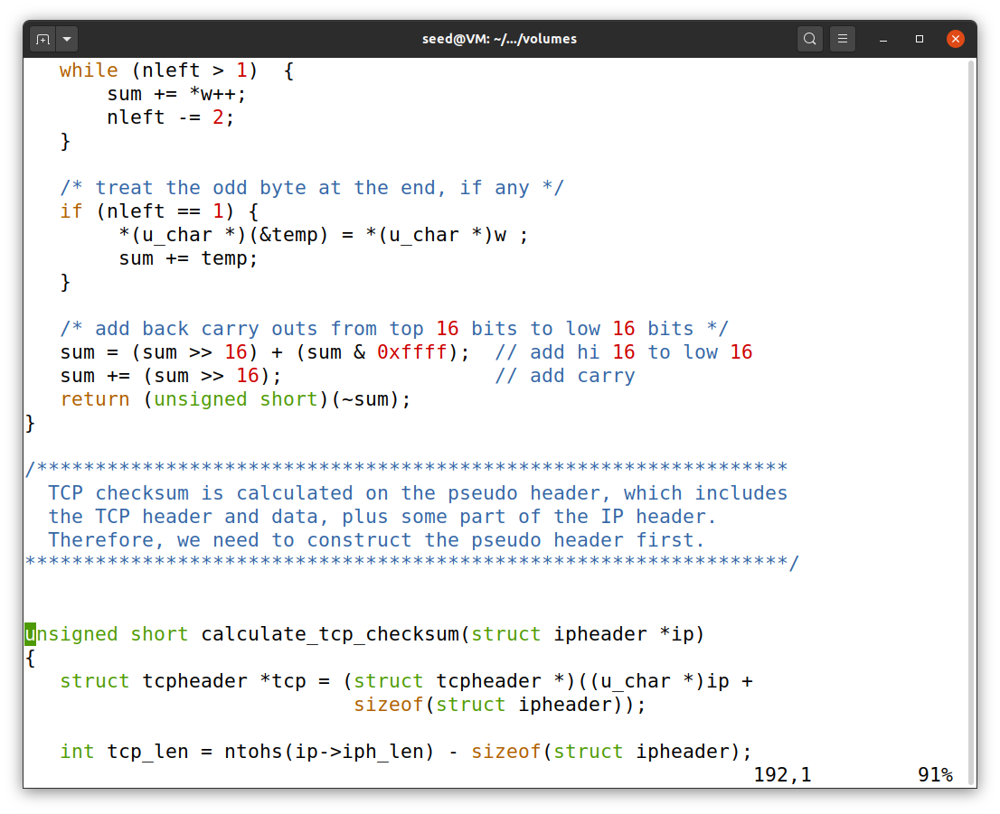 seed@VM: ~/.../volumes
while (nleft > 1)  {
sum += *w++;
nleft -= 2;
}
/* treat the odd byte at the end, if any */
if (nleft == 1) {
*(u_char *)(&temp) = *(u_char *)w ;
sum += temp;
}
/* add back carry outs from top 16 bits to low 16 bits */
sum = (sum >> 16) + (sum & 0xffff);  // add hi 16 to low 16
sum += (sum >> 16);                  // add carry
return (unsigned short)(~sum);
}
/****************************************************************
TCP checksum is calculated on the pseudo header, which includes
the TCP header and data, plus some part of the IP header.
Therefore, we need to construct the pseudo header first.
*****************************************************************/
unsigned short calculate_tcp_checksum(struct ipheader *ip)
{
struct tcpheader *tcp = (struct tcpheader *)((u_char *)ip +
sizeof(struct ipheader));
int tcp_len = ntohs(ip->iph_len) - sizeof(struct ipheader);
192,1         91%